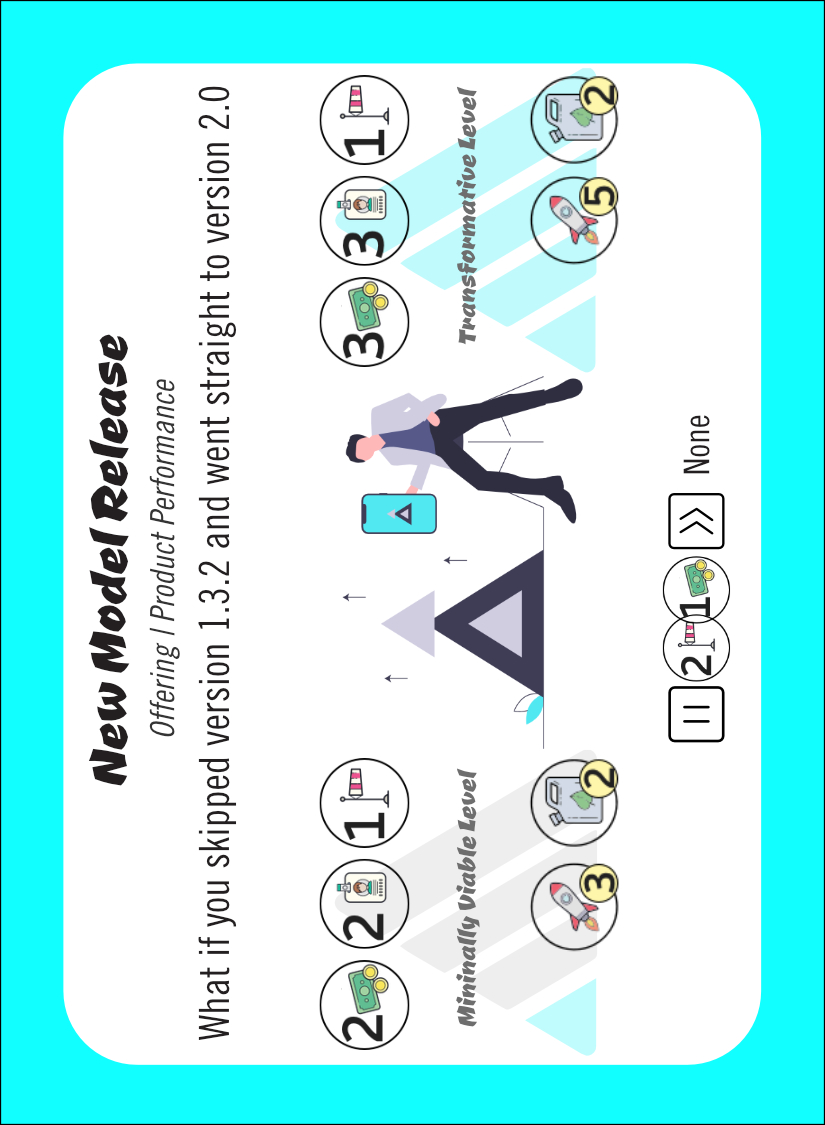 New Model Release
Offering | Product Performance
What if you skipped version 1.3.2 and went straight to version 2.0
2 2 1
3 3 1
Mininally Viable Level
Transformative Level
3 2
5 2
2 1 None